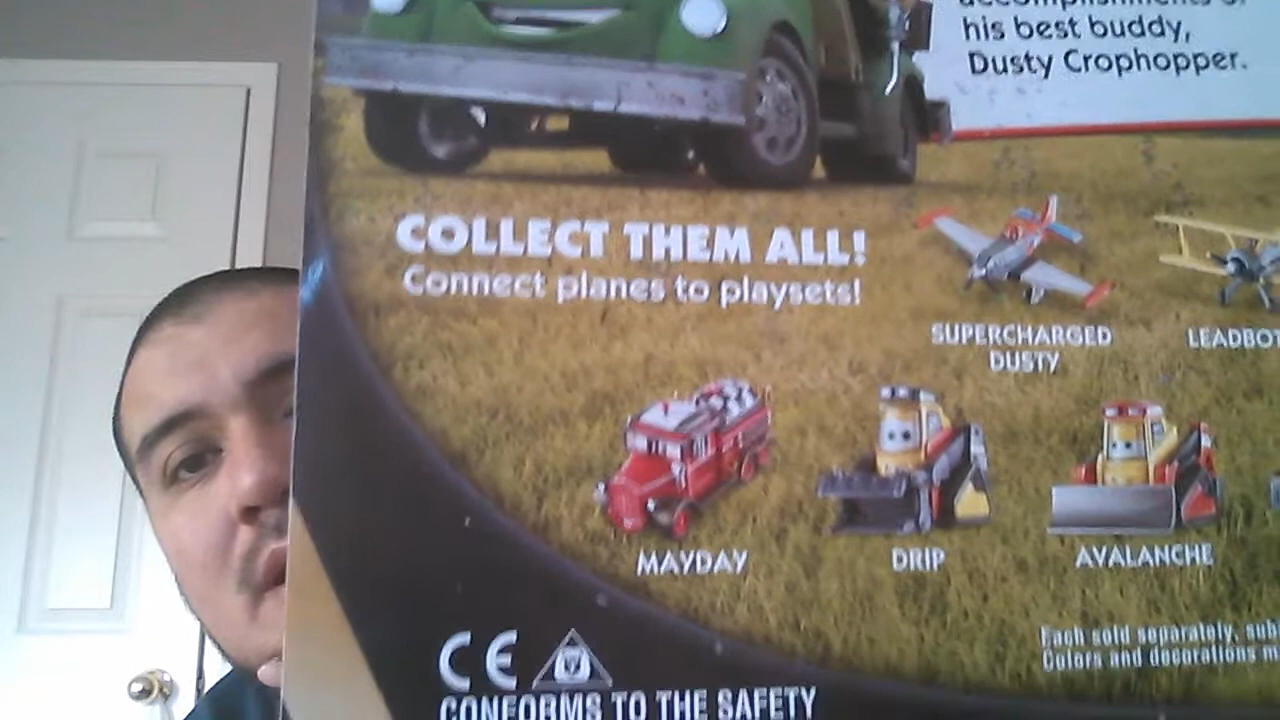 his best buddy,
Dusty Crophopper.
COLLECT THEM ALL!
Connect planes to playsets!
SUPERCHARGED
DUSTY
MAYDAY
DRIP
AVALANCHE
Each sold separately,
Colors and decorations
CE
CONFORMS TO THE SAFETY